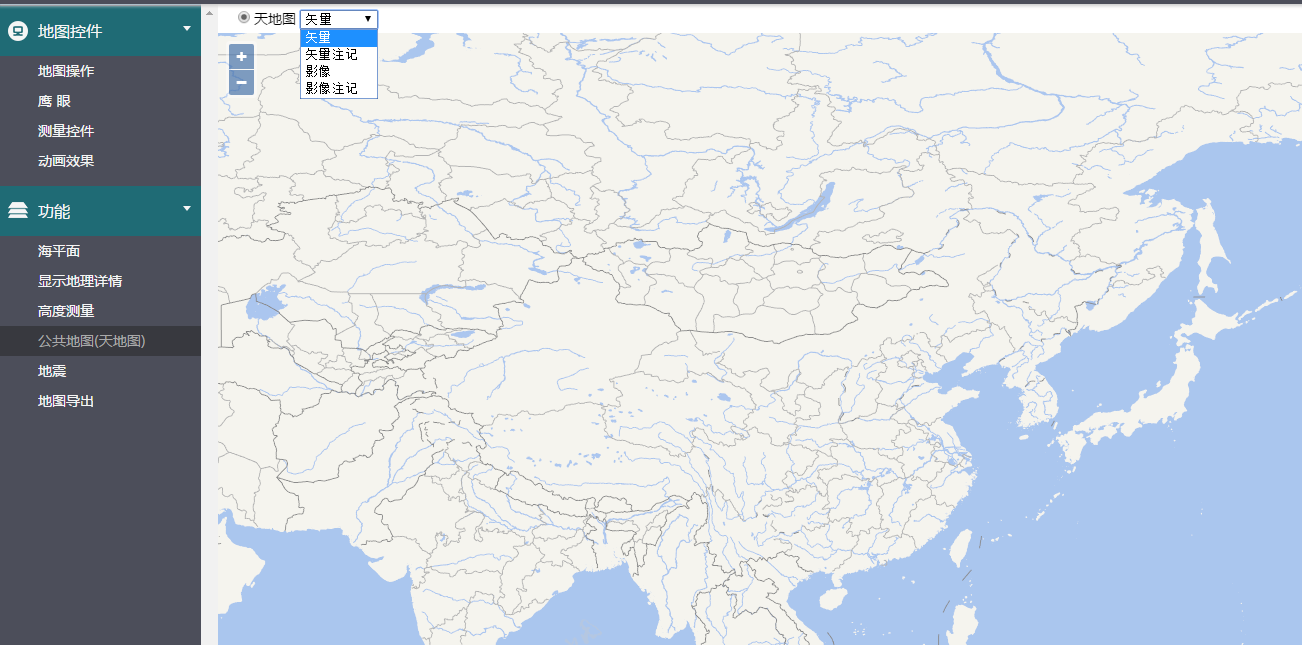 地图控件
地图操作
鹰 眼
测量控件
动画效果
功能
海平面
显示地理详情
高度测量
公共地图(天地图)
地震
地图导出
天地图 矢量
矢量
矢量注记
影像
影像注记
+
−